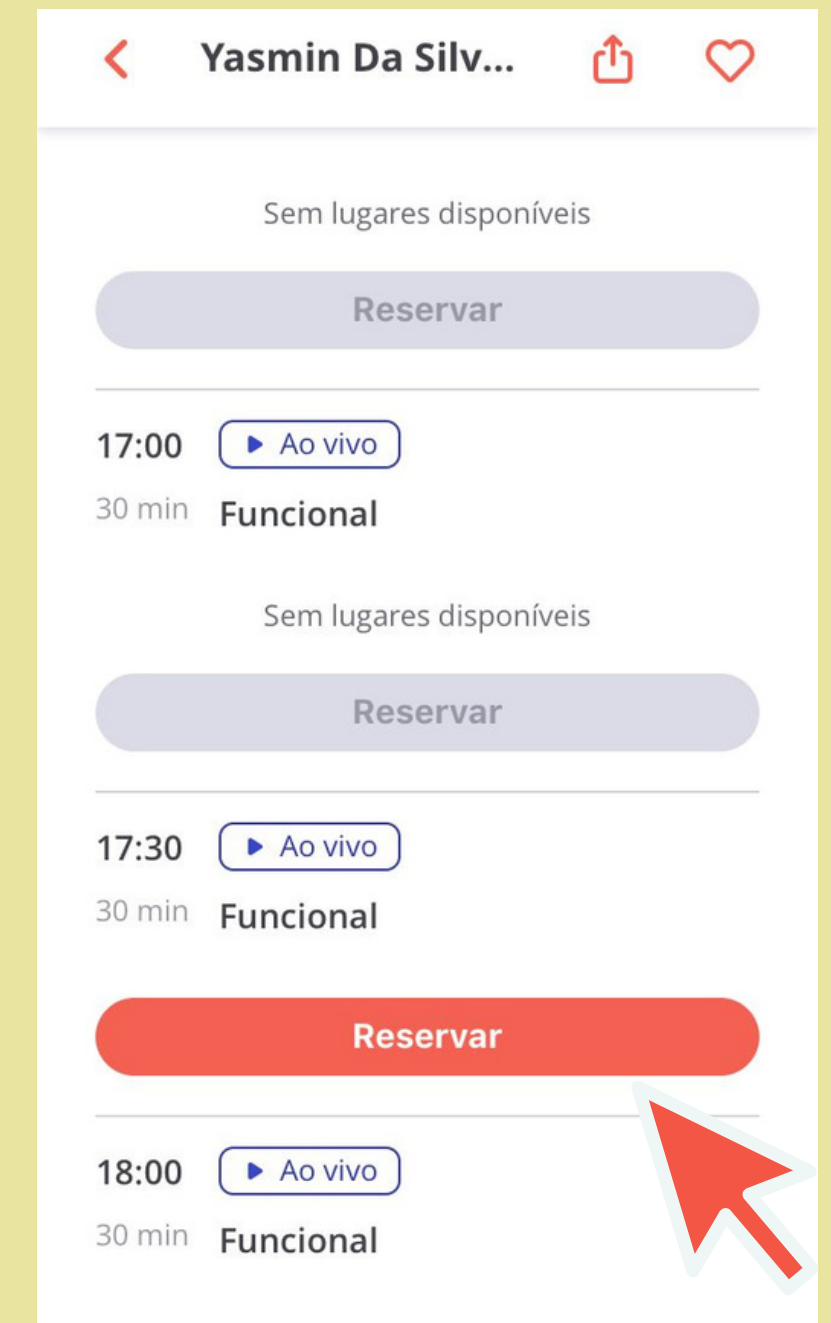 Yasmin Da Silv...
Sem lugares disponíveis
Reservar
17:00 Ao vivo
30 min Funcional
Sem lugares disponíveis
Reservar
17:30 Ao vivo
30 min Funcional
Reservar
18:00 Ao vivo
30 min Funcional